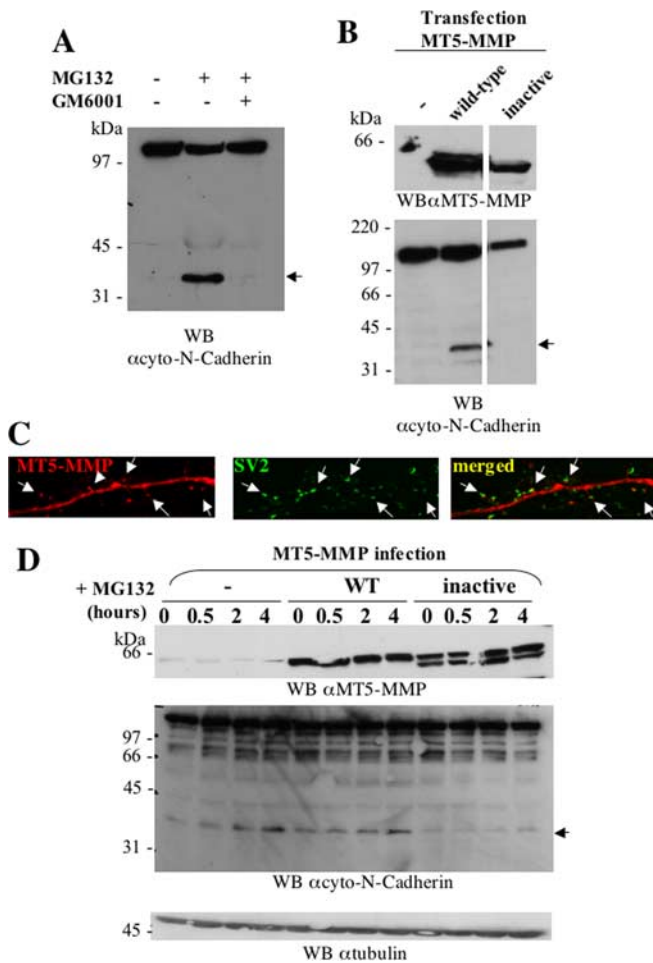 A
MG132 - + +
GM6001 - - +
kDa
97 -
45 -
31 -
WB
αcyto-N-Cadherin
B
Transfection
MT5-MMP
- wild-type inactive
66 -
WBαMT5-MMP
220 -
97 -
66 -
45 -
31 -
WB
αcyto-N-Cadherin
C
MT5-MMP
SV2
merged
D
MT5-MMP infection
+ MG132 - WT inactive
(hours) 0 0.5 2 4 0 0.5 2 4 0 0.5 2 4
kDa
66 -
WB αMT5-MMP
97 -
66 -
45 -
31 -
WB αcyto-N-Cadherin
45 -
WB αtubulin